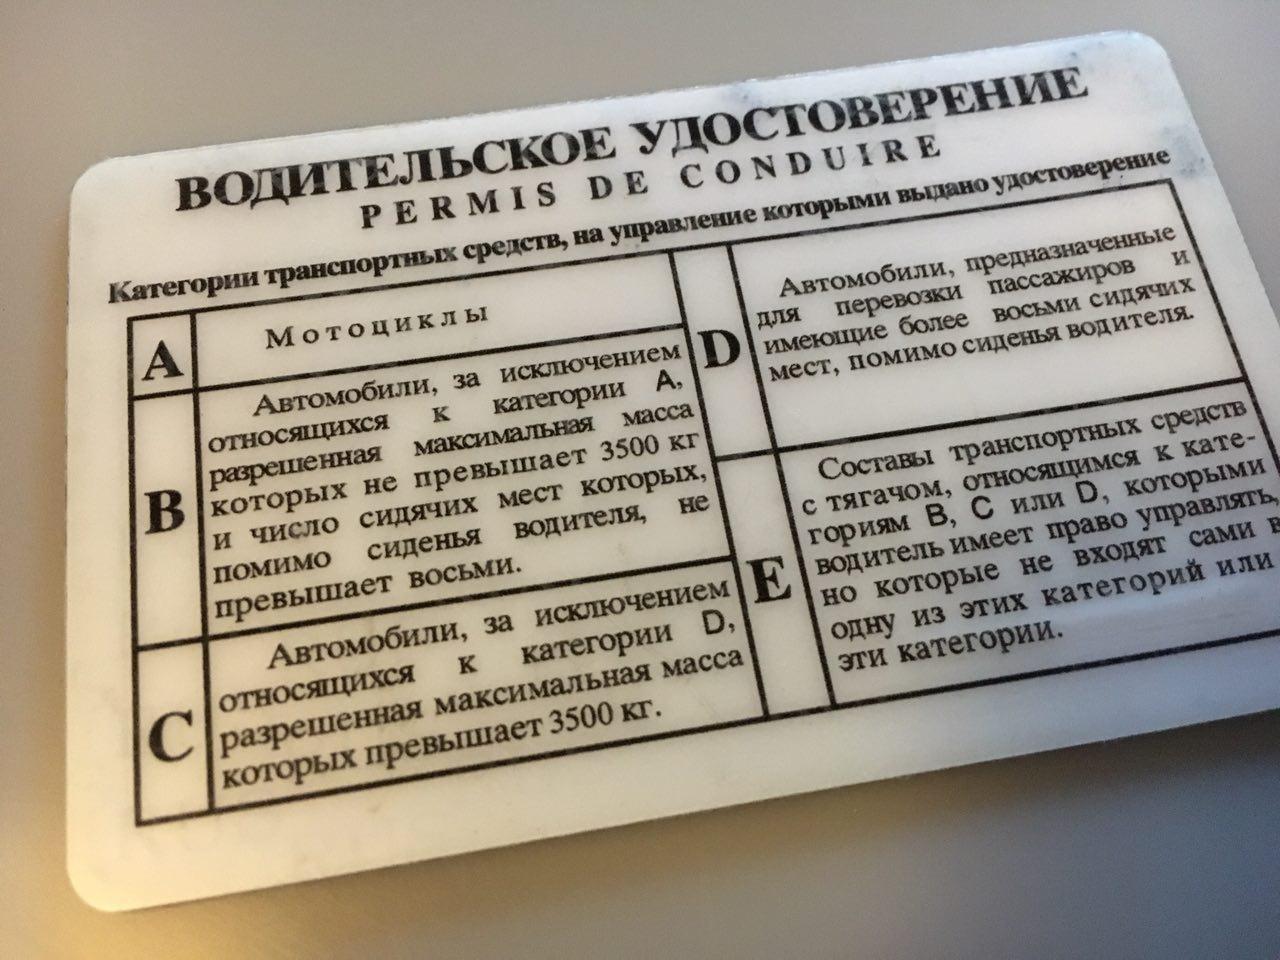 ВОДИТЕЛЬСКОЕ УДОСТОВЕРЕНИЕ
PERMIS DE CONDUIRE
Категории транспортных средств, на управление которыми выдано удостоверение
A
Мотоциклы
B
Автомобили, за исключением
относящихся к категории A,
разрешенная максимальная масса
которых не превышает 3500 кг
и число сидячих мест которых,
помимо сиденья водителя, не
превышает восьми.
C
Автомобили, за исключением
относящихся к категории D,
разрешенная максимальная масса
которых превышает 3500 кг.
D
Автомобили, предназначенные
для перевозки пассажиров и
имеющие более восьми сидячих
мест, помимо сиденья водителя.
E
Составы транспортных средств
с тягачом, относящимся к кате-
гориям B, C или D, которыми
водитель имеет право управлять,
но которые не входят сами в
одну из этих категорий или
эти категории.